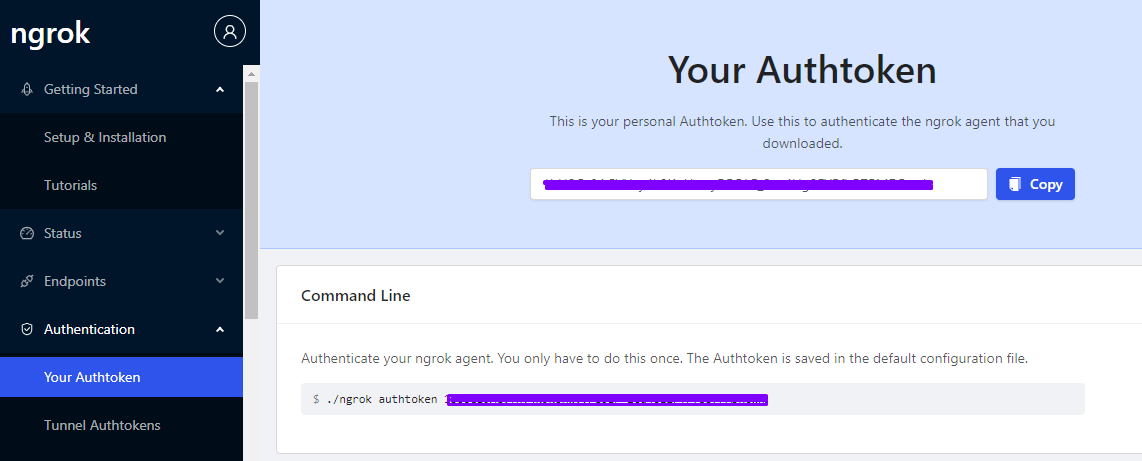 ngrok
Getting Started
Setup & Installation
Tutorials
Status
Endpoints
Authentication
Your Authtoken
Tunnel Authtokens
Your Authtoken
This is your personal Authtoken. Use this to authenticate the ngrok agent that you
downloaded.
Copy
Command Line
Authenticate your ngrok agent. You only have to do this once. The Authtoken is saved in the default configuration file.
$ ./ngrok authtoken